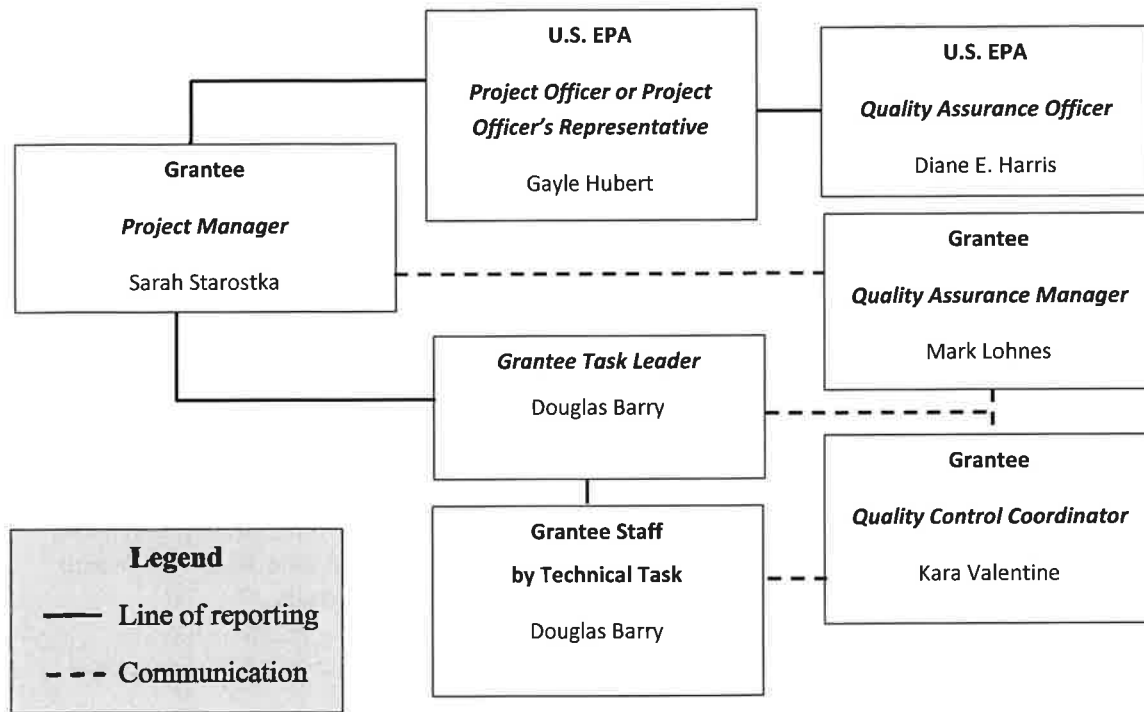 U.S. EPA
Project Officer or Project
Officer's Representative
Gayle Hubert
U.S. EPA
Quality Assurance Officer
Diane E. Harris
Grantee
Project Manager
Sarah Starostka
Grantee
Quality Assurance Manager
Mark Lohnes
Grantee Task Leader
Douglas Barry
Grantee
Quality Control Coordinator
Kara Valentine
Grantee Staff
by Technical Task
Douglas Barry
Legend
Line of reporting
Communication